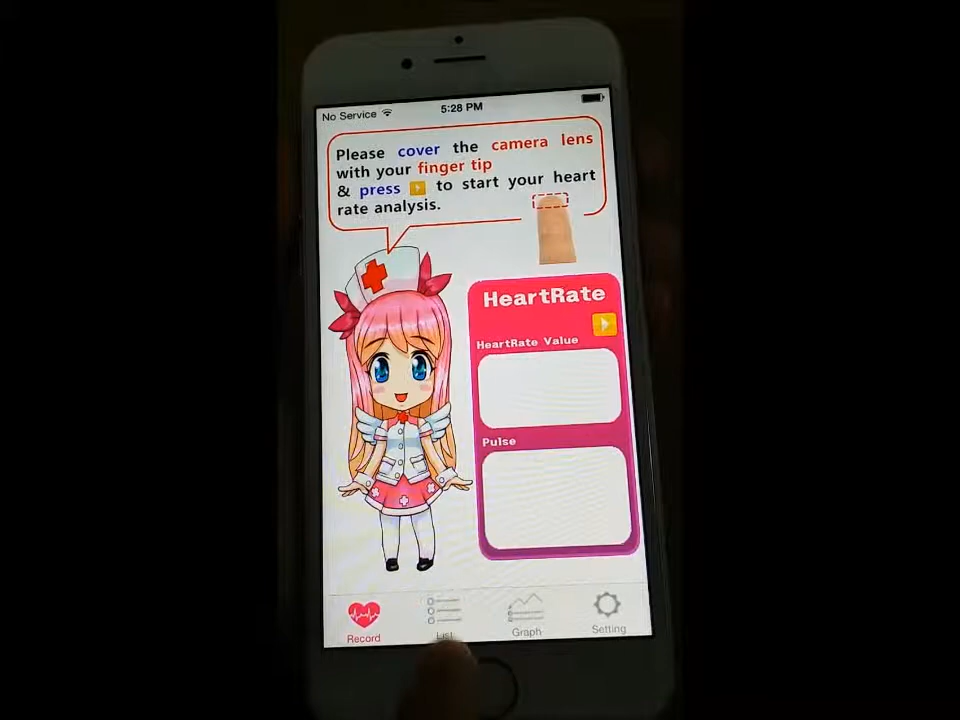 No Service
5:28 PM
Please cover the camera lens
with your finger tip
& press to start your heart
rate analysis.
HeartRate
HeartRate Value
Pulse
Record
List
Graph
Setting